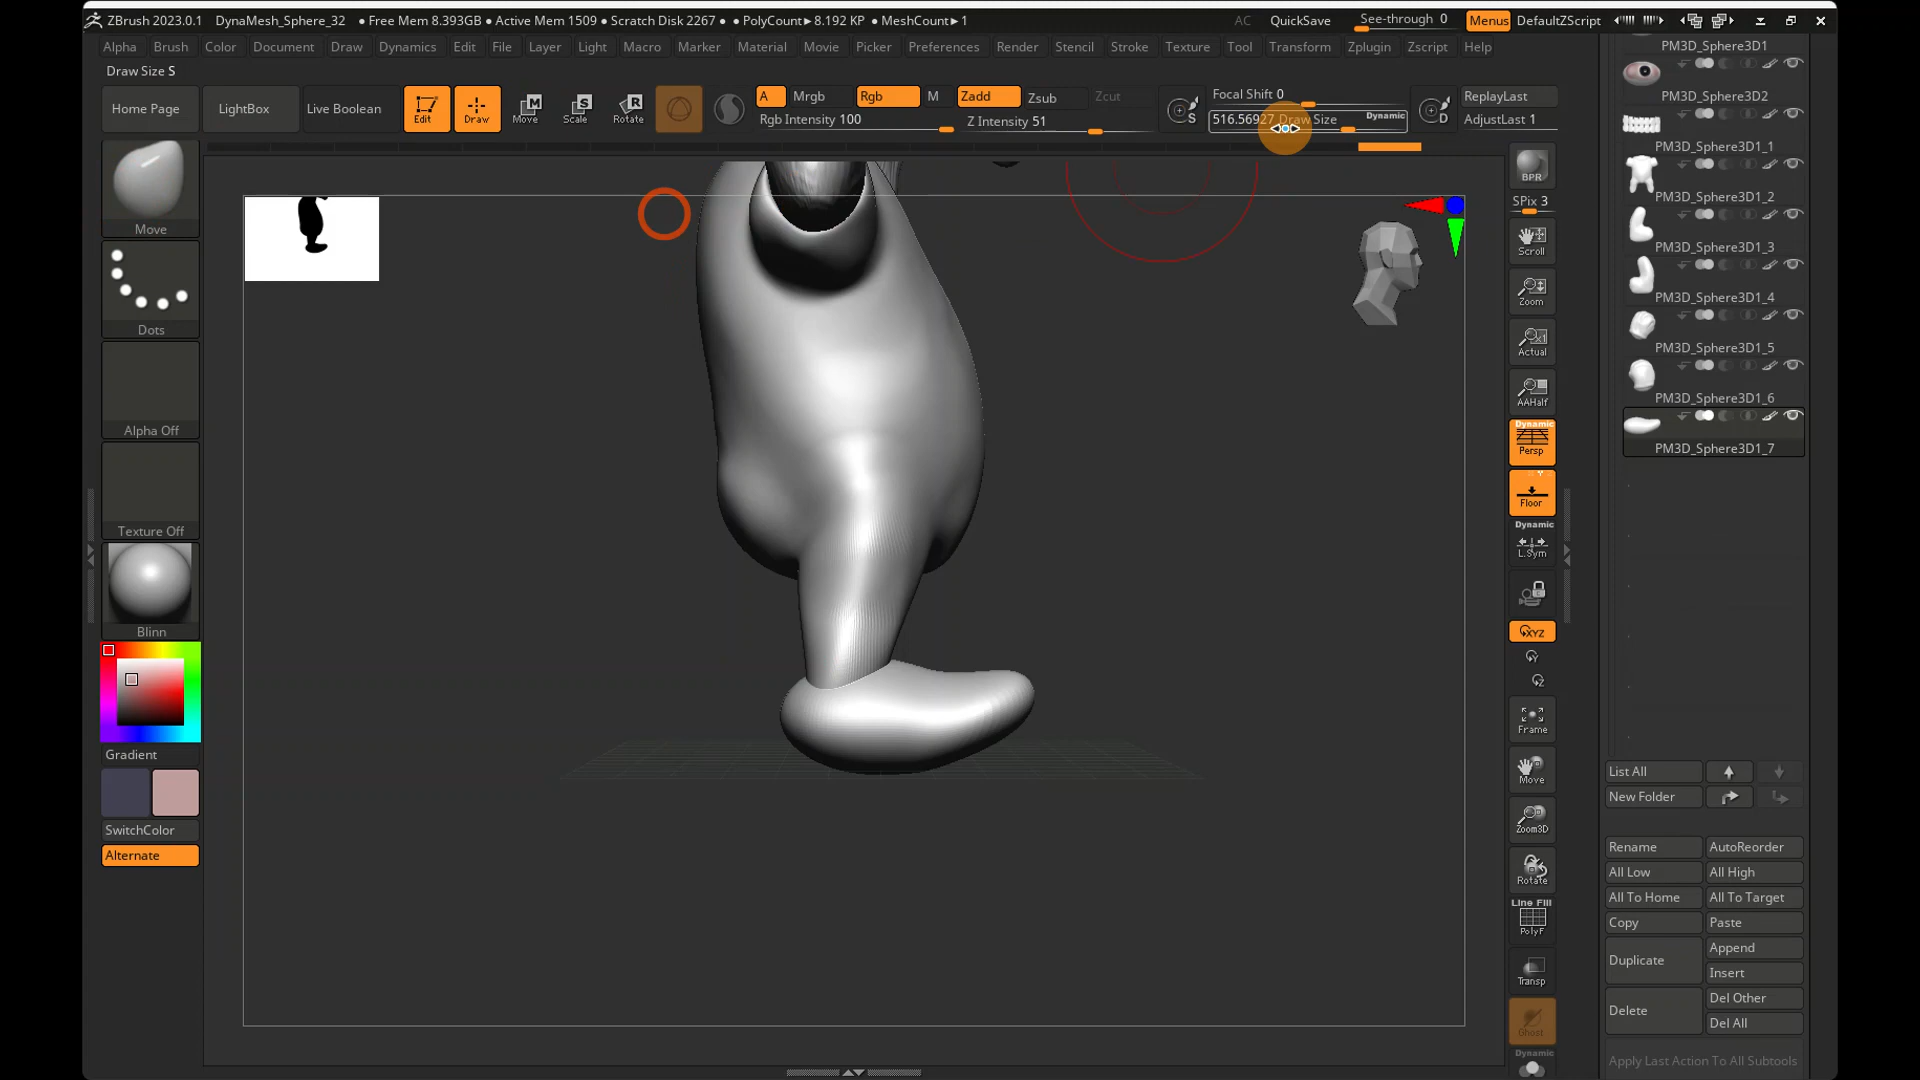 ZBrush 2023.0.1 DynaMesh_Sphere_32 • Free Mem 8.393GB • Active Mem 1509 • Scratch Disk 2267 • • PolyCount► 8.192 KP • MeshCount►1 AC QuickSave See-through 0 Menus DefaultZScript
Alpha Brush Color Document Draw Dynamics Edit File Layer Light Macro Marker Material Movie Picker Preferences Render Stencil Stroke Texture Tool Transform Zplugin Zscript Help
Draw Size S
Home Page LightBox Live Boolean Edit Draw Move Scale Rotate
A Mrgb Rgb M Zadd Zsub Zcut
Rgb Intensity 100 Z Intensity 51
S Focal Shift 0
516.56927 Draw Size Dynamic
D ReplayLast
AdjustLast 1
Move
Dots
Alpha Off
Texture Off
Blinn
Gradient
SwitchColor
Alternate
BPR
SPix 3
Scroll
Zoom
Actual
AAHalf
Dynamic
Persp
Floor
Dynamic
L.Sym
XYZ
Y
Z
Frame
Move
Zoom3D
Rotate
Line Fill
PolyF
Transp
Ghost
Dynamic
PM3D_Sphere3D1
PM3D_Sphere3D2
PM3D_Sphere3D1_1
PM3D_Sphere3D1_2
PM3D_Sphere3D1_3
PM3D_Sphere3D1_4
PM3D_Sphere3D1_5
PM3D_Sphere3D1_6
PM3D_Sphere3D1_7
List All
New Folder
Rename AutoReorder
All Low All High
All To Home All To Target
Copy Paste
Duplicate Append
Insert
Delete Del Other
Del All
Apply Last Action To All Subtools